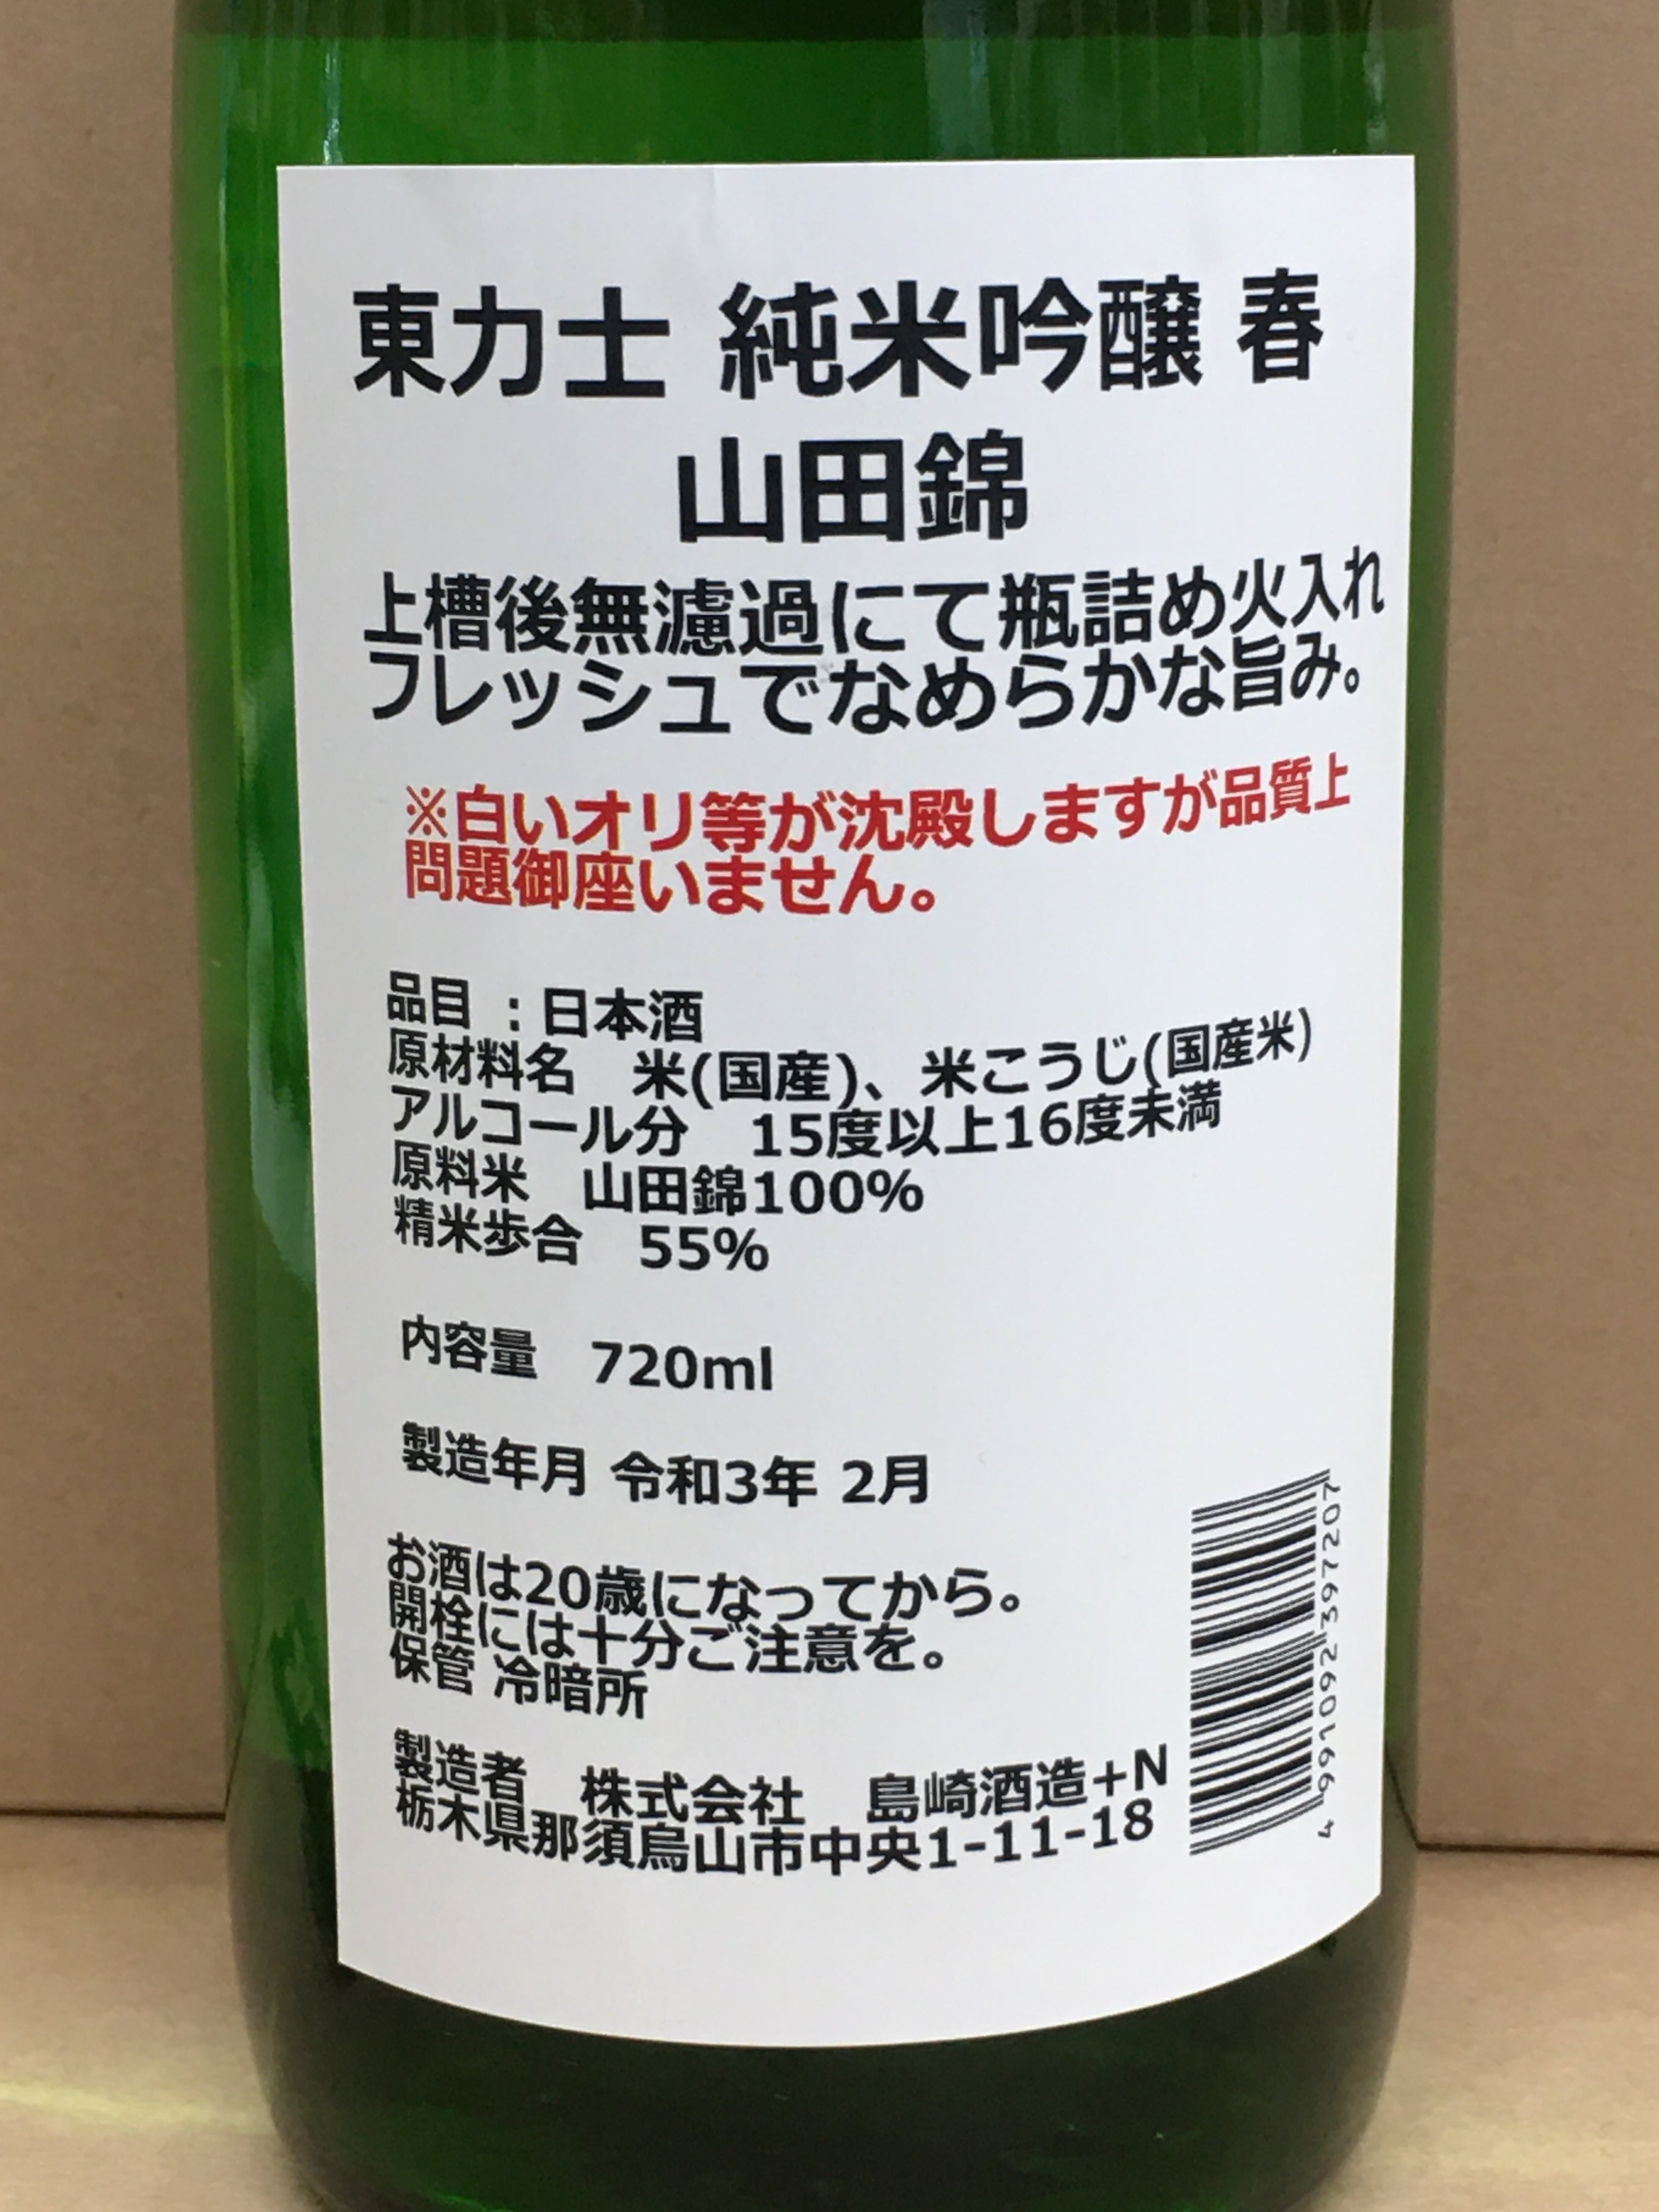 東力士 純米吟醸 春
山田錦
上槽後無濾過にて瓶詰め火入れ
フレッシュでなめらかな旨み。
※白いオリ等が沈殿しますが品質上
問題御座いません。
品目 ：日本酒
原材料名　米(国産)、米こうじ(国産米)
アルコール分　15度以上16度未満
原料米　山田錦100%
精米歩合　55%
内容量　720ml
製造年月 令和3年 2月
お酒は20歳になってから。
開栓には十分ご注意を。
保管 冷暗所
製造者　株式会社　島崎酒造+N
栃木県那須烏山市中央1-11-18
4 991092 397207